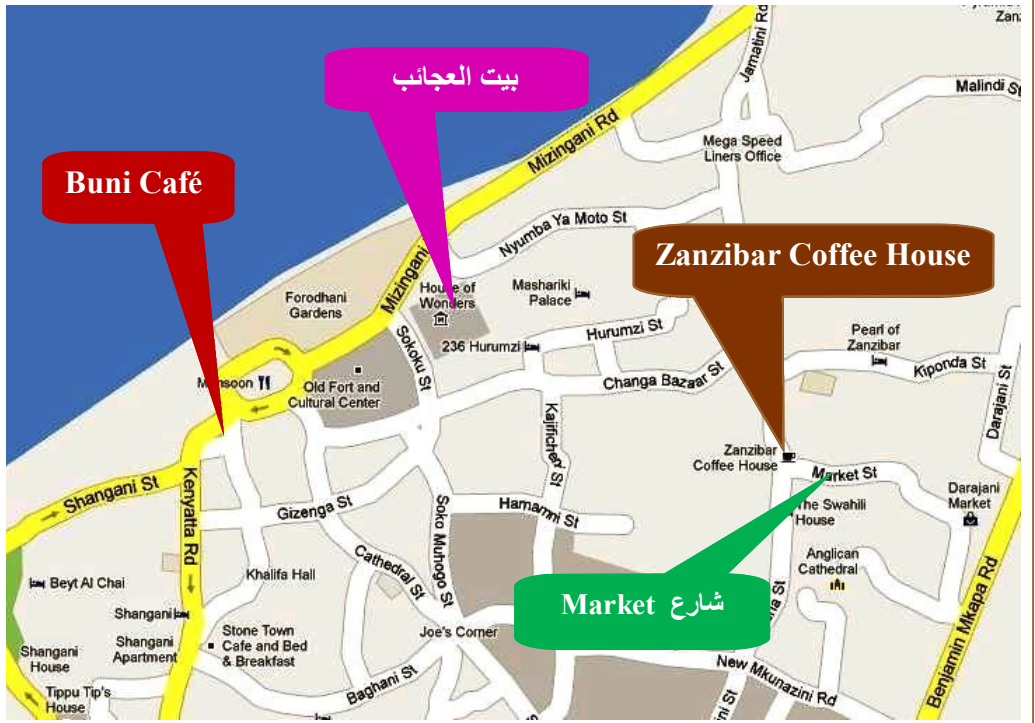 Zanz
Jamatini Rd
Malindi St
بيت العجائب
Mizingani Rd
Mega Speed
Liners Office
Buni Café
Nyumba Ya Moto St
Zanzibar Coffee House
Mizingani
House of
Wonders
Mashariki
Palace
Forodhani
Gardens
Sokoku St
236 Hurumzi
Hurumzi St
Pearl of
Zanzibar
Kiponda St
Darajani St
Monsoon
Old Fort and
Cultural Center
Changa Bazaar St
Kajificheni St
Zanzibar
Coffee House
Market St
Shangani St
Kenyatta Rd
Gizenga St
Soko Muhogo St
Hamamni St
The Swahili
House
Darajani
Market
Cathedral St
Anglican
Cathedral
Beyt Al Chai
Khalifa Hall
شارع Market
Shangani
Shangani
Apartment
Stone Town
Cafe and Bed
& Breakfast
Joe's Corner
New Mkunazini Rd
Benjamin Mkapa Rd
Shangani
House
Baghani St
Tippu Tip's
House